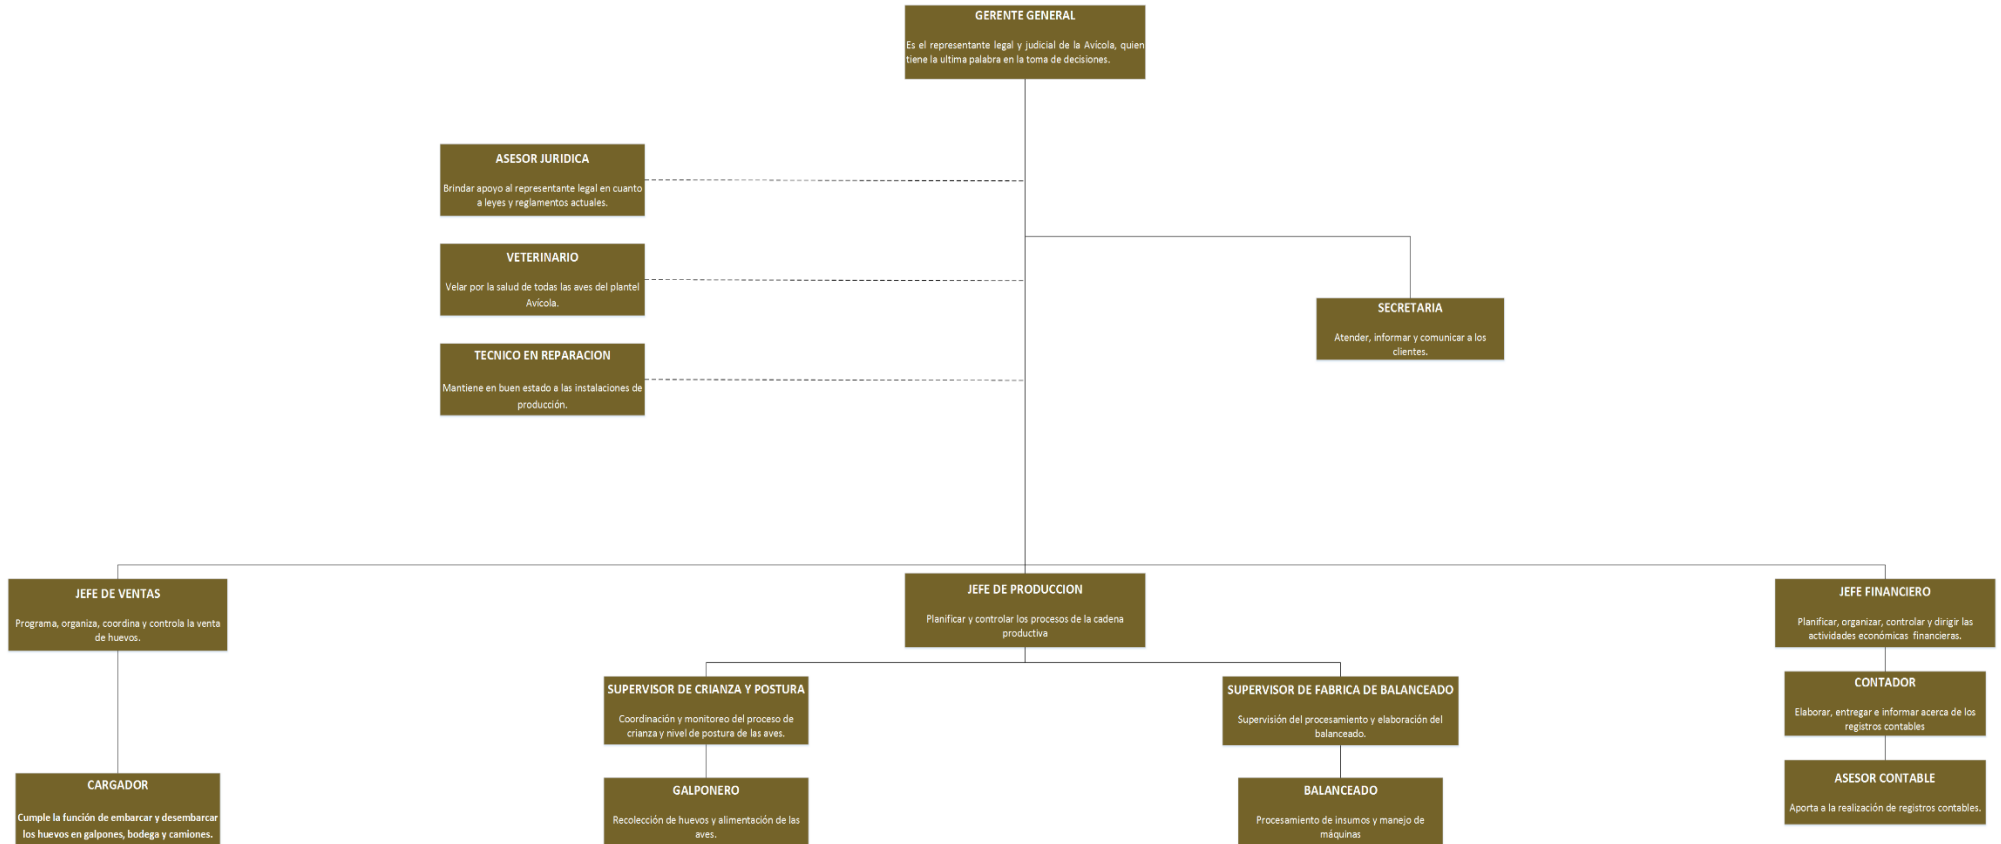 GERENTE GENERAL
Es el representante legal y judicial de la Avícola, quien
tiene la ultima palabra en la toma de decisiones.
ASESOR JURIDICA
Brindar apoyo al representante legal en cuanto
a leyes y reglamentos actuales.
VETERINARIO
Velar por la salud de todas las aves del plantel
Avícola.
SECRETARIA
Atender, informar y comunicar a los
clientes.
TECNICO EN REPARACION
Mantiene en buen estado a las instalaciones de
producción.
JEFE DE VENTAS
Programa, organiza, coordina y controla la venta
de huevos.
JEFE DE PRODUCCION
Planificar y controlar los procesos de la cadena
productiva
JEFE FINANCIERO
Planificar, organizar, controlar y dirigir las
actividades económicas financieras.
SUPERVISOR DE CRIANZA Y POSTURA
Coordinación y monitoreo del proceso de
crianza y nivel de postura de las aves.
SUPERVISOR DE FABRICA DE BALANCEADO
Supervisión del procesamiento y elaboración del
balanceado.
CONTADOR
Elaborar, entregar e informar acerca de los
registros contables
CARGADOR
Cumple la función de embarcar y desembarcar
los huevos en galpones, bodega y camiones.
GALPONERO
Recolección de huevos y alimentación de las
aves.
BALANCEADO
Procesamiento de insumos y manejo de
máquinas
ASESOR CONTABLE
Aporta a la realización de registros contables.